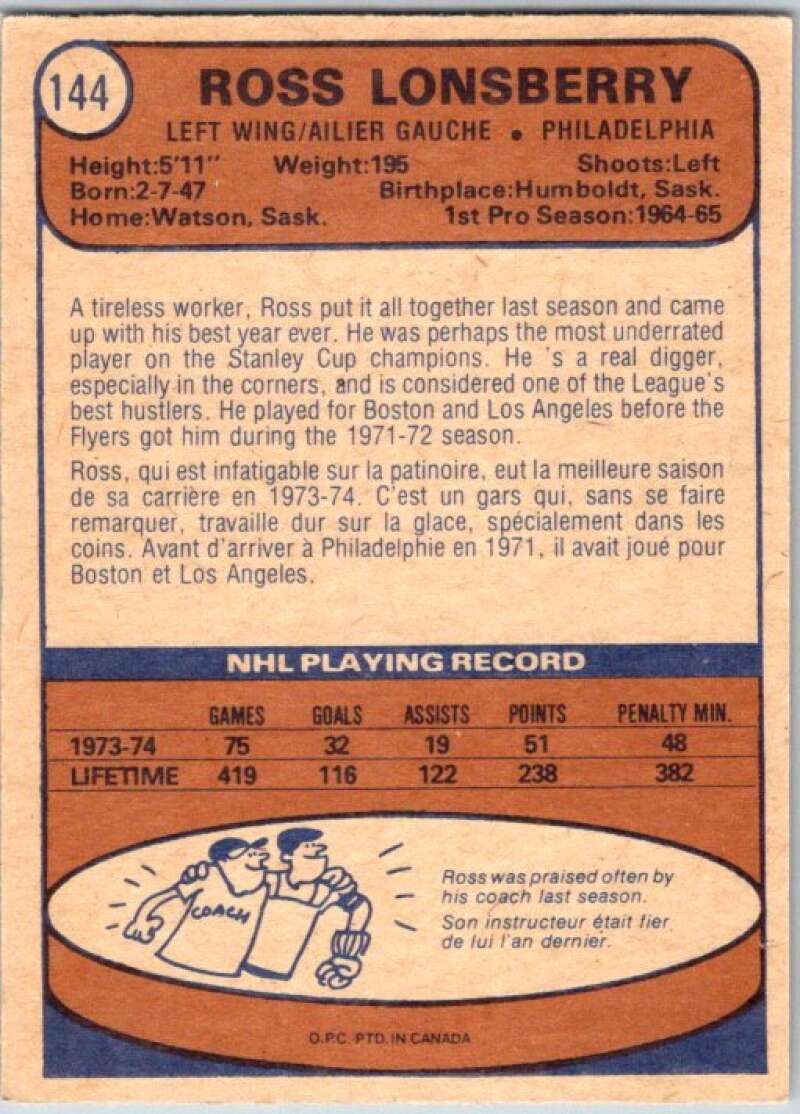 144
ROSS LONSBERRY
LEFT WING/AILIER GAUCHE • PHILADELPHIA
Height:5'11" Weight:195 Shoots:Left
Born:2-7-47 Birthplace:Humboldt, Sask.
Home:Watson, Sask. 1st Pro Season:1964-65
A tireless worker, Ross put it all together last season and came
up with his best year ever. He was perhaps the most underrated
player on the Stanley Cup champions. He 's a real digger,
especially in the corners, and is considered one of the League's
best hustlers. He played for Boston and Los Angeles before the
Flyers got him during the 1971-72 season.
Ross, qui est infatigable sur la patinoire, eut la meilleure saison
de sa carrière en 1973-74. C'est un gars qui, sans se faire
remarquer, travaille dur sur la glace, spécialement dans les
coins. Avant d'arriver à Philadelphie en 1971, il avait joué pour
Boston et Los Angeles.
NHL PLAYING RECORD
GAMES GOALS ASSISTS POINTS PENALTY MIN.
1973-74 75 32 19 51 48
LIFETIME 419 116 122 238 382
COACH
Ross was praised often by
his coach last season.
Son instructeur était fier
de lui l'an dernier.
O.P.C. PTD. IN CANADA